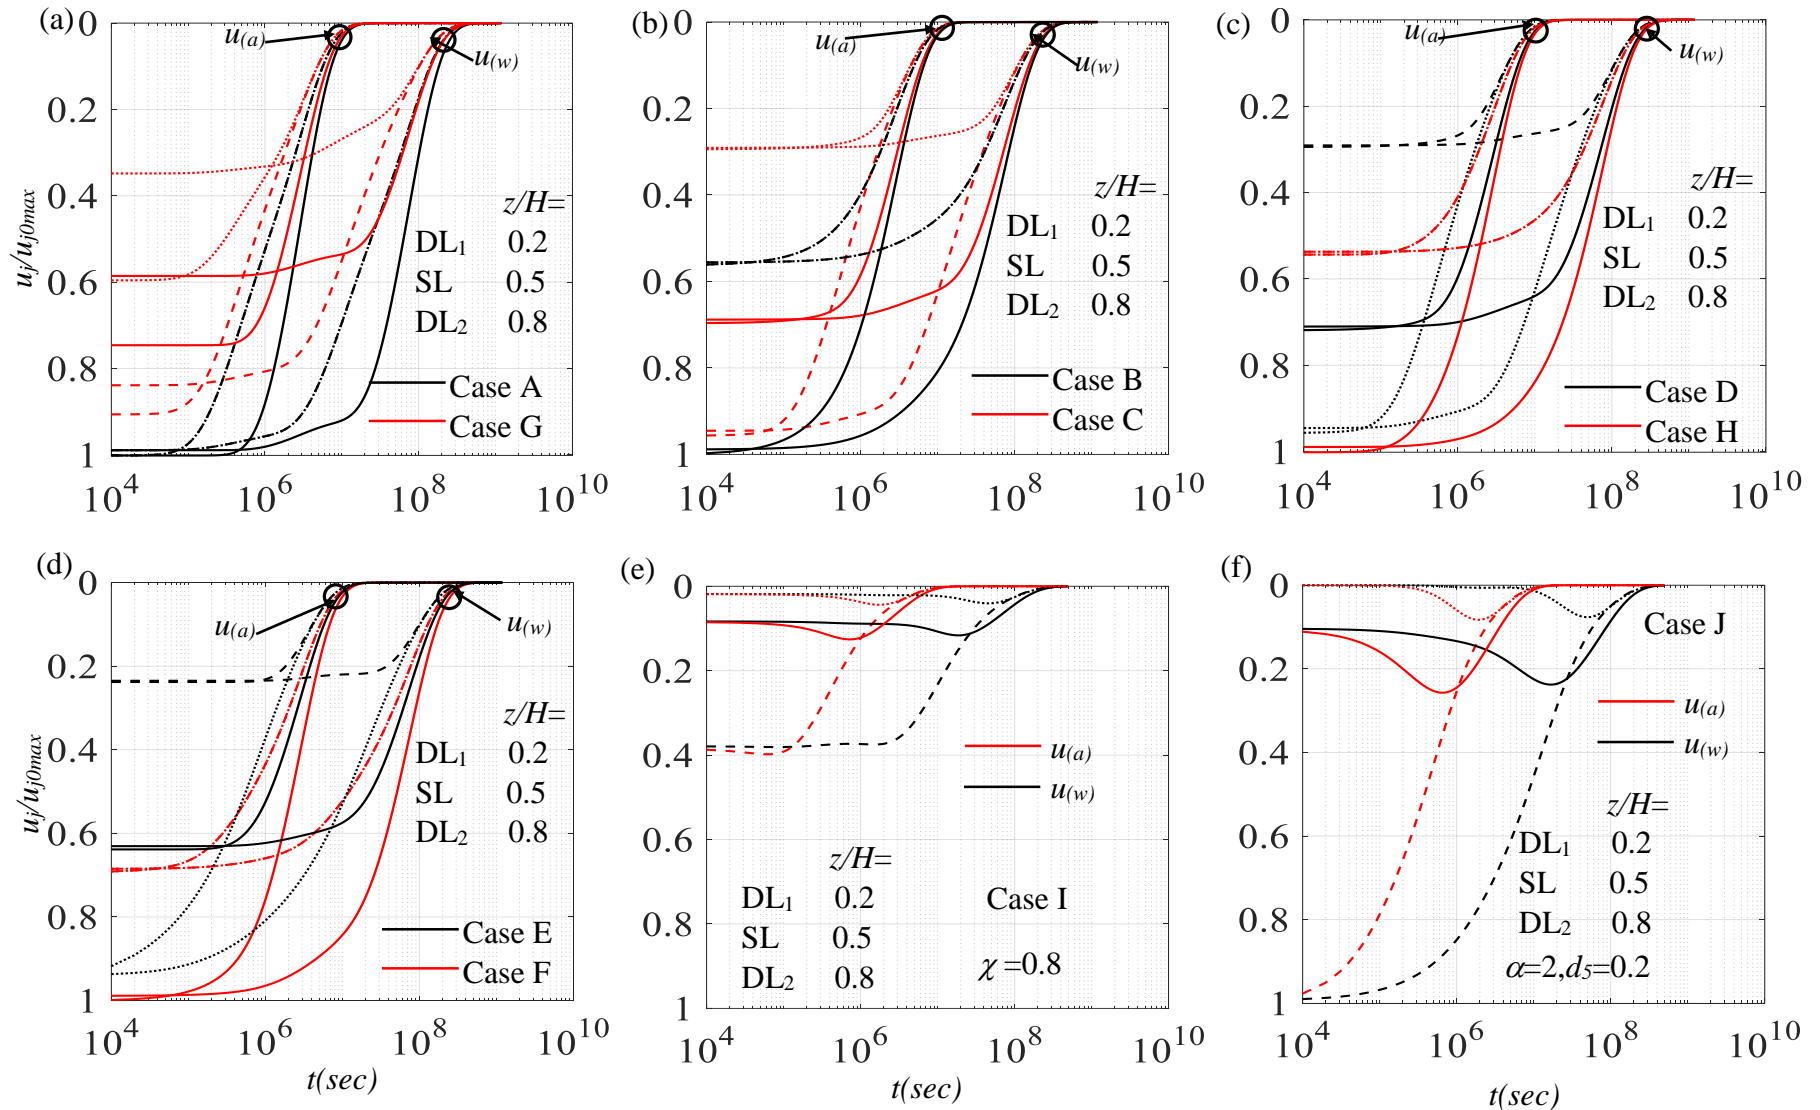 (a)
u_j/u_j0max
0
0.2
0.4
0.6
0.8
1
u(a)
u(w)
z/H=
DL1 0.2
SL 0.5
DL2 0.8
Case A
Case G
10^4 10^6 10^8 10^10
(b)
0
0.2
0.4
0.6
0.8
1
u(a)
u(w)
z/H=
DL1 0.2
SL 0.5
DL2 0.8
Case B
Case C
10^4 10^6 10^8 10^10
(c)
0
0.2
0.4
0.6
0.8
1
u(a)
u(w)
z/H=
DL1 0.2
SL 0.5
DL2 0.8
Case D
Case H
10^4 10^6 10^8 10^10
(d)
u_j/u_j0max
0
0.2
0.4
0.6
0.8
1
u(a)
u(w)
z/H=
DL1 0.2
SL 0.5
DL2 0.8
Case E
Case F
10^4 10^6 10^8 10^10
t(sec)
(e)
0
0.2
0.4
0.6
0.8
1
u(a)
u(w)
z/H=
DL1 0.2
SL 0.5
DL2 0.8
Case I
χ=0.8
10^4 10^6 10^8 10^10
t(sec)
(f)
0
0.2
0.4
0.6
0.8
1
Case J
u(a)
u(w)
z/H=
DL1 0.2
SL 0.5
DL2 0.8
α=2,d5=0.2
10^4 10^6 10^8 10^10
t(sec)